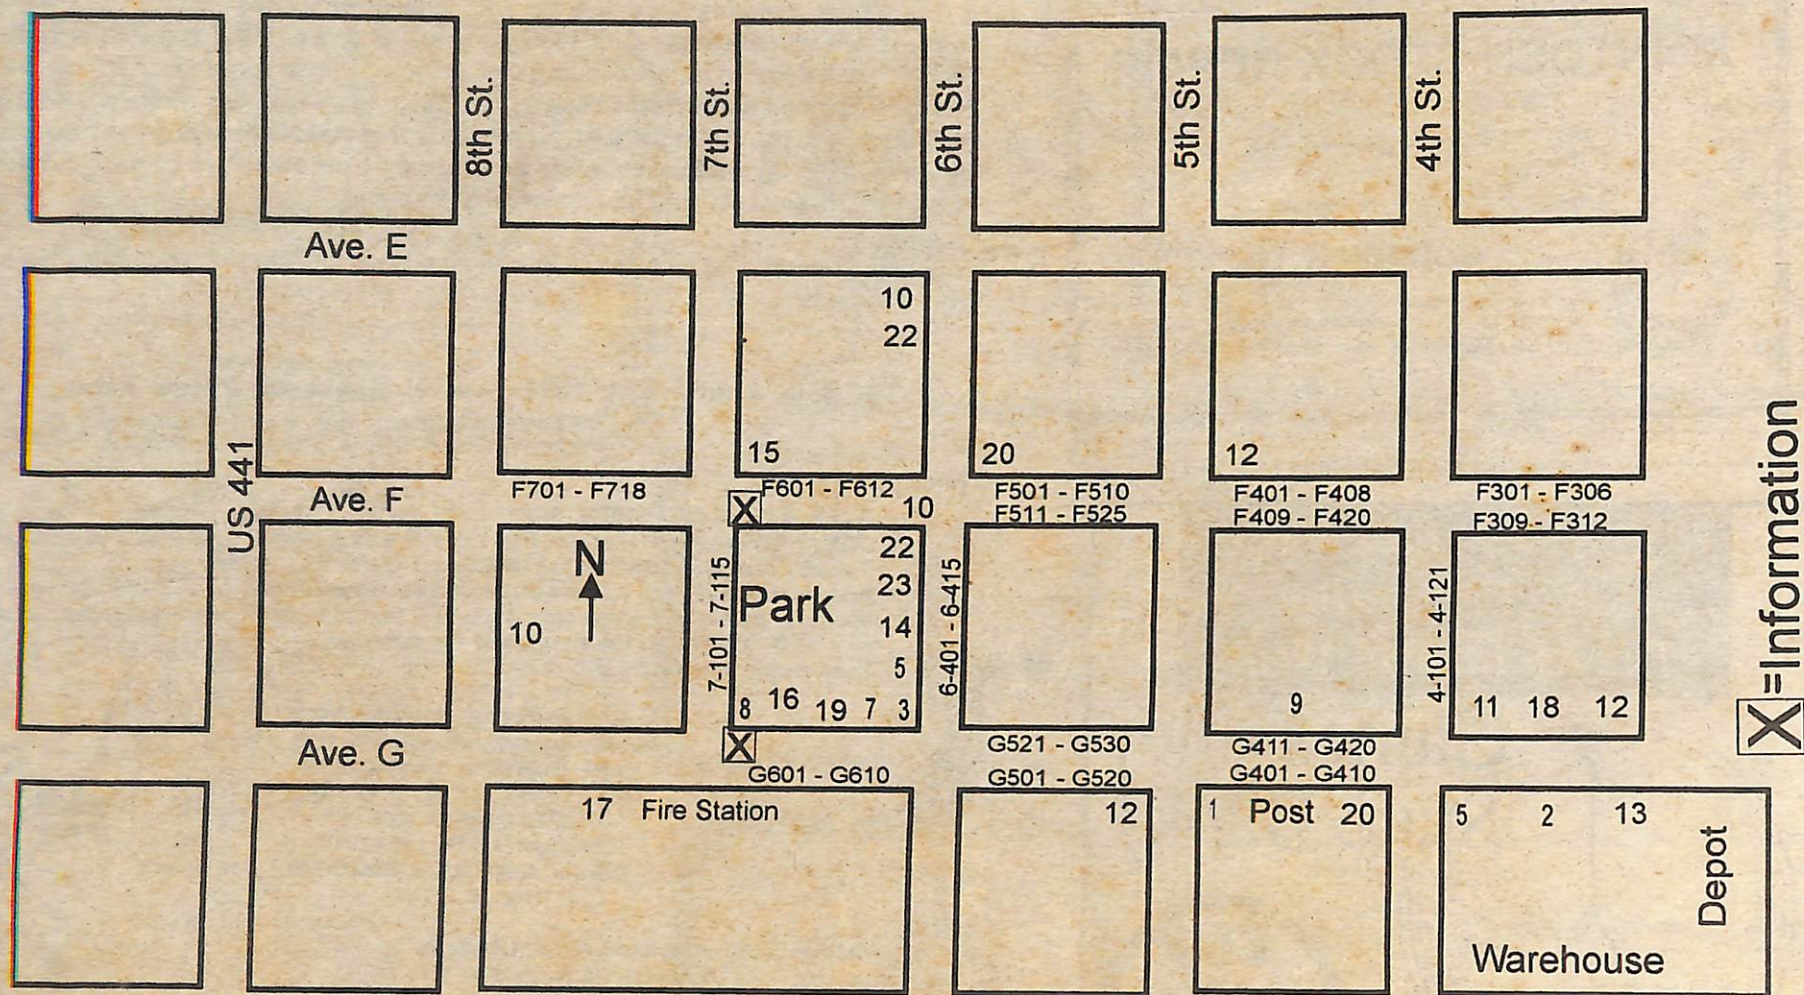 8th St.
7th St.
6th St.
5th St.
4th St.
Ave. E
10
22
15
20
12
US 441
Ave. F
F701 - F718
X
F601 - F612
10
F501 - F510
F511 - F525
F401 - F408
F409 - F420
F301 - F306
F309 - F312
N
10
7-101 - 7-115
Park
22
23
14
5
8 16 19 7 3
6-401 - 6-415
9
4-101 - 4-121
11 18 12
X=Information
Ave. G
X
G601 - G610
G521 - G530
G501 - G520
G411 - G420
G401 - G410
17 Fire Station
12
1 Post 20
5 2 13
Depot
Warehouse